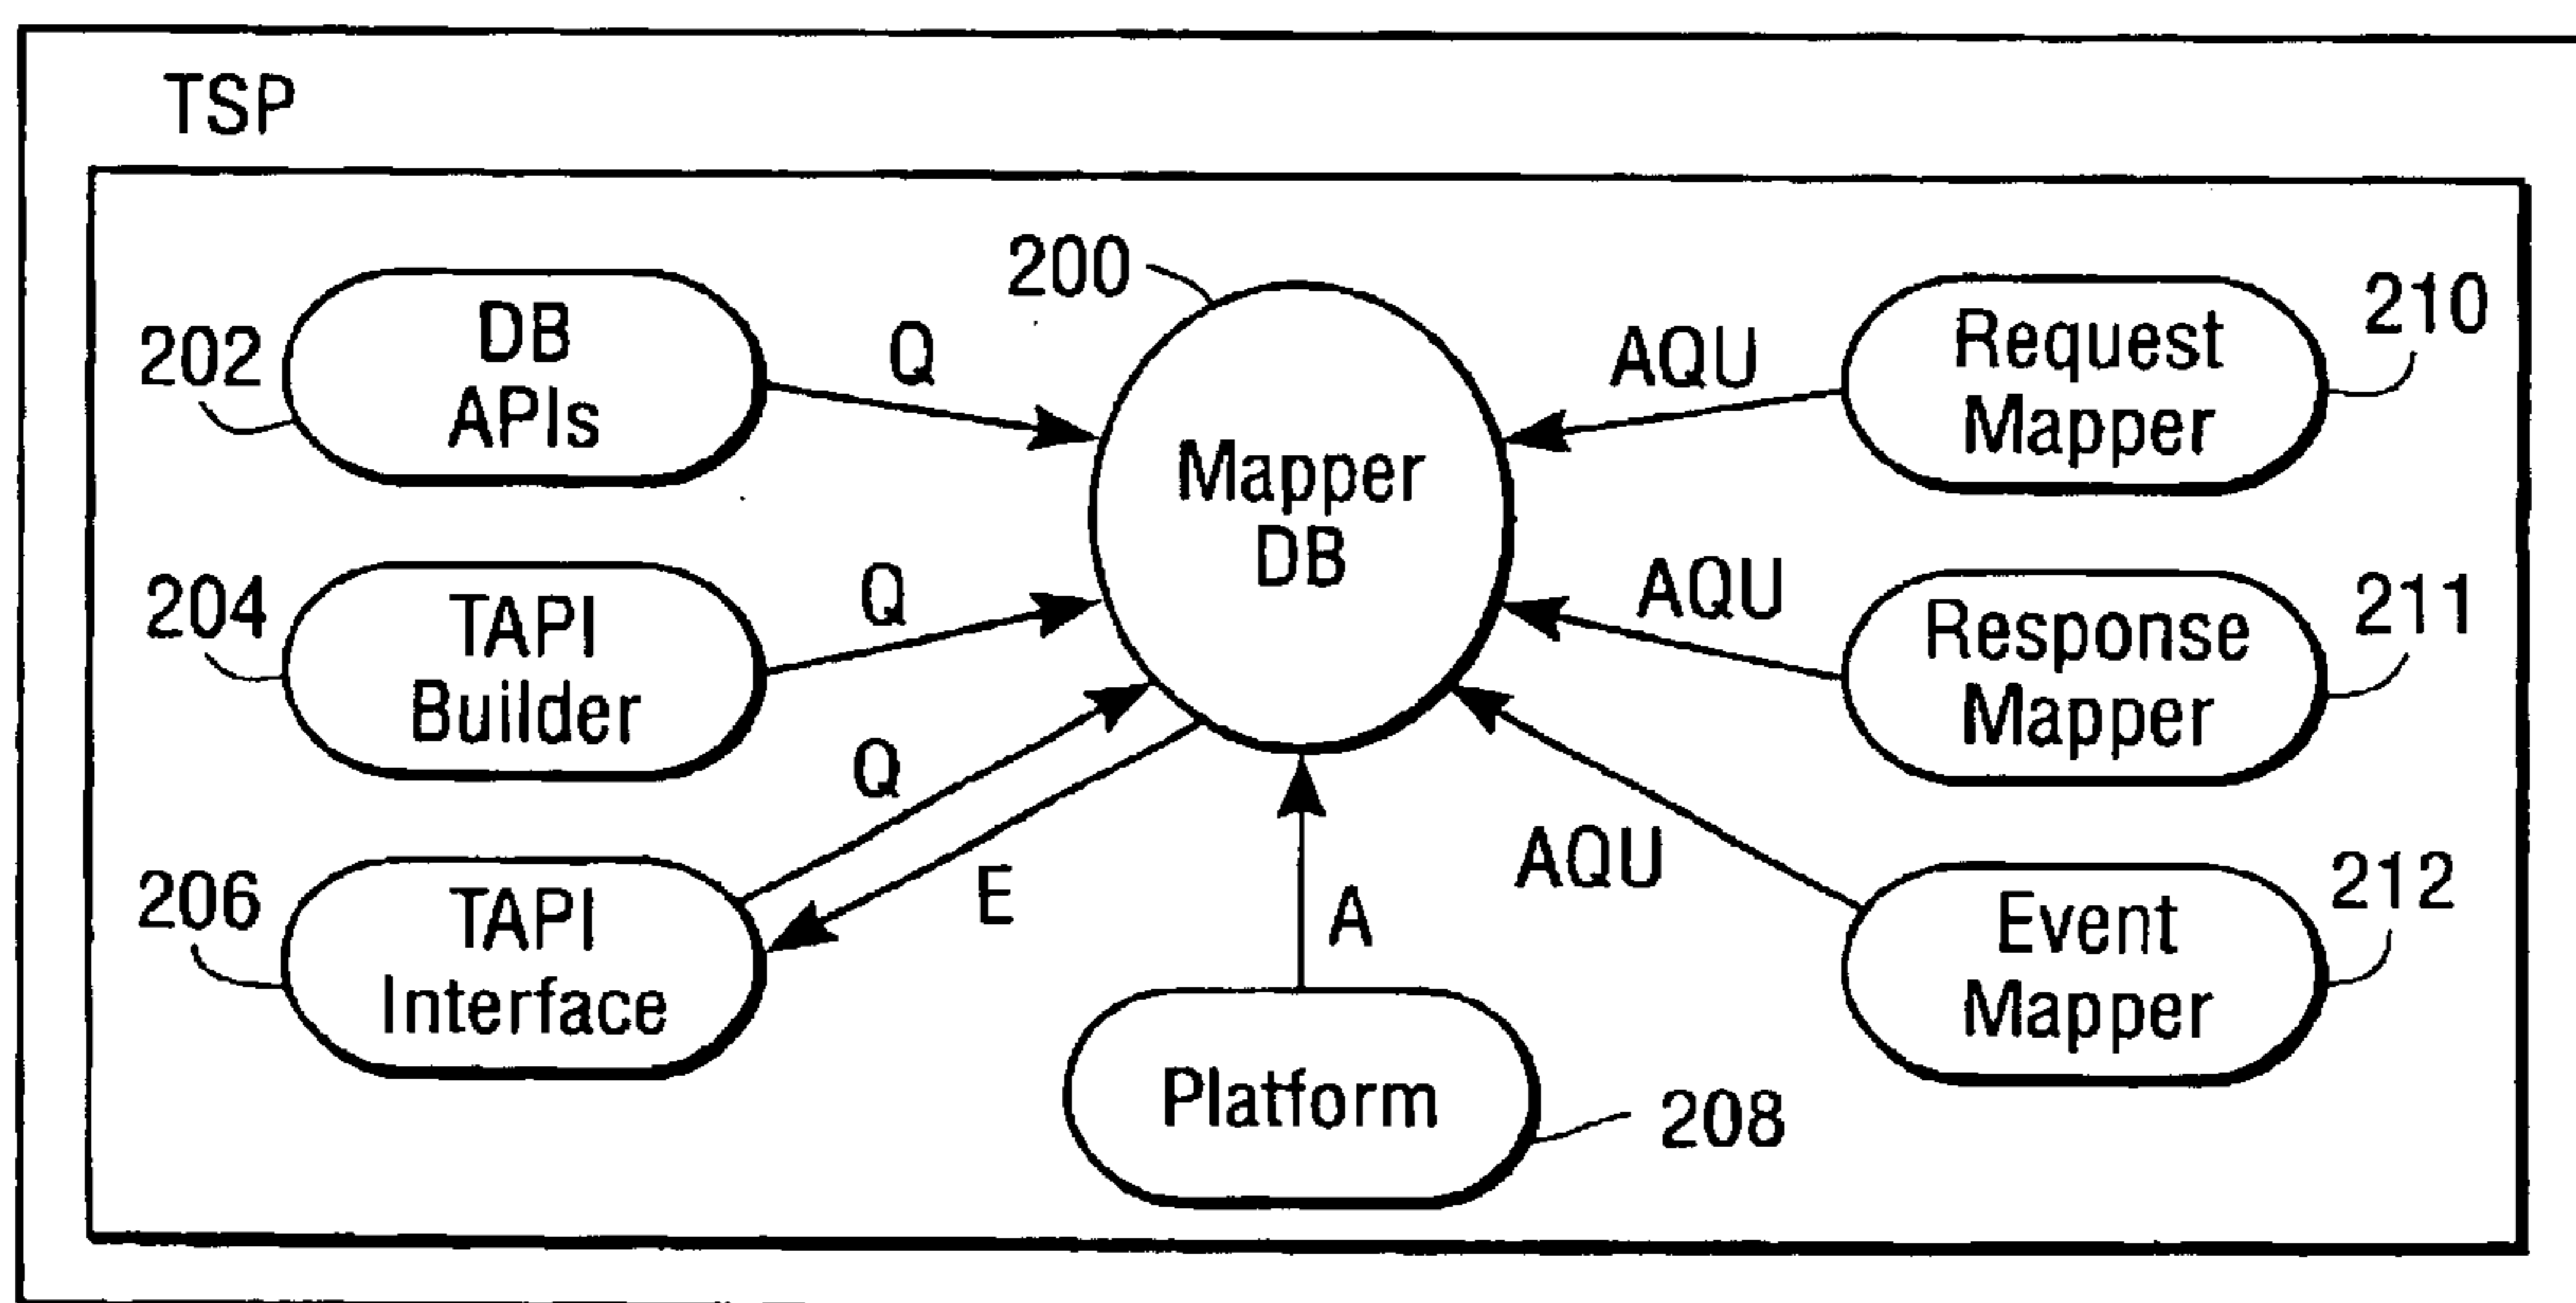 TSP
200
202
DB
APIs
Q
Mapper
DB
AQU
Request
Mapper
210
204
TAPI
Builder
Q
AQU
Response
Mapper
211
206
TAPI
Interface
Q
E
A
AQU
Event
Mapper
212
Platform
208